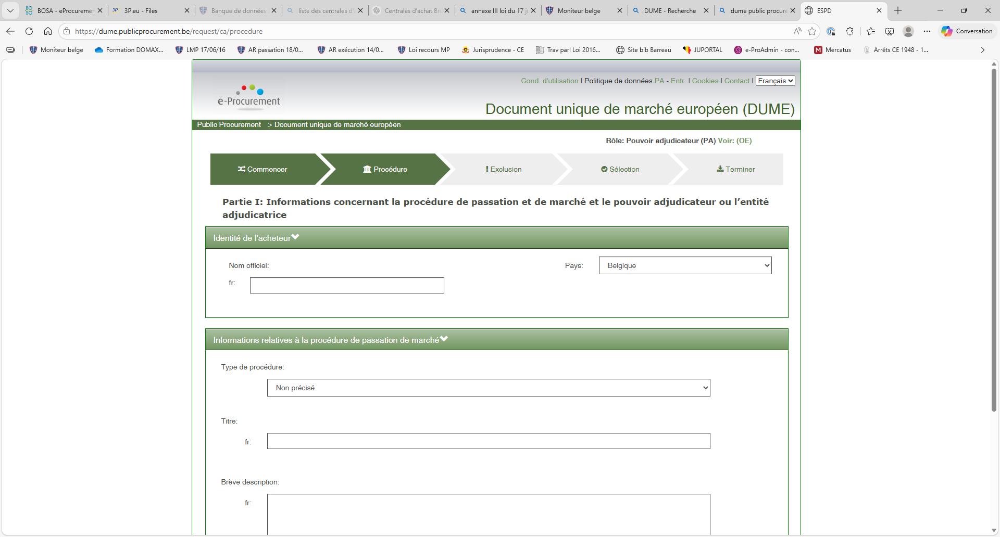 BOSA - eProcuremen
3P.eu - Files
Banque de données
liste des centrales d'
Centrales d'achat Bru
annexe III loi du 17 ju
Moniteur belge
DUME - Recherche
dume public procure
ESPD
https://dume.publicprocurement.be/request/ca/procedure
Conversation
Moniteur belge
Formation DOMAX...
LMP 17/06/16
AR passation 18/0...
AR exécution 14/0...
Loi recours MP
Jurisprudence - CE
Trav parl Loi 2016...
Site bib Barreau
JUPORTAL
e-ProAdmin - con...
Mercatus
Arrêts CE 1948 - 1...
Cond. d'utilisation | Politique de données PA - Entr. | Cookies | Contact | Français
e-Procurement
Document unique de marché européen (DUME)
Public Procurement > Document unique de marché européen
Rôle: Pouvoir adjudicateur (PA) Voir: (OE)
Commencer
Procédure
Exclusion
Sélection
Terminer
Partie I: Informations concernant la procédure de passation et de marché et le pouvoir adjudicateur ou l’entité
adjudicatrice
Identité de l’acheteur
Nom officiel:
Pays:
Belgique
fr:
Informations relatives à la procédure de passation de marché
Type de procédure:
Non précisé
Titre:
fr:
Brève description:
fr: